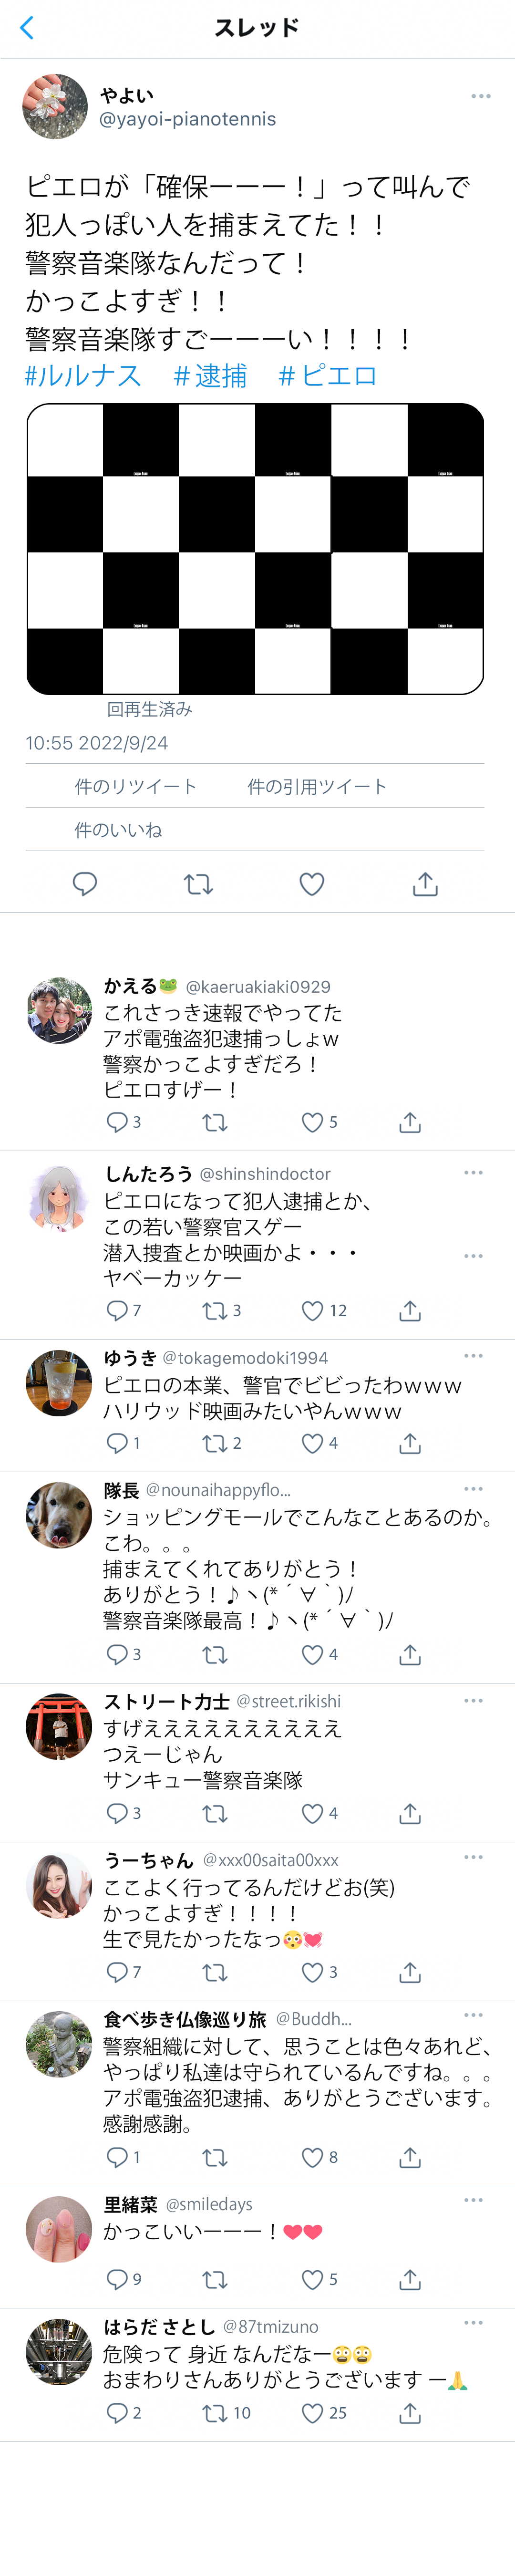 スレッド
やよい
@yayoi-pianotennis
ピエロが「確保ーーー！」って叫んで
犯人っぽい人を捕まえてた！！
警察音楽隊なんだって！
かっこよすぎ！！
警察音楽隊すごーーーい！！！！
#ルルナス　＃逮捕　＃ピエロ
回再生済み
10:55 2022/9/24
件のリツイート　件の引用ツイート
件のいいね
かえる🐸 @kaeruakiaki0929
これさっき速報でやってた
アポ電強盗犯逮捕っしょw
警察かっこよすぎだろ！
ピエロすげー！
3 5
しんたろう @shinshindoctor
ピエロになって犯人逮捕とか、
この若い警察官スゲー
潜入捜査とか映画かよ・・・
ヤベーカッケー
7 3 12
ゆうき @tokagemodoki1994
ピエロの本業、警官でビビったわwww
ハリウッド映画みたいやんwww
1 2 4
隊長 @nounaihappyflo...
ショッピングモールでこんなことあるのか。
こわ。。。
捕まえてくれてありがとう！
ありがとう！♪ヽ(*´∀｀)ﾉ
警察音楽隊最高！♪ヽ(*´∀｀)ﾉ
3 4
ストリート力士 @street.rikishi
すげえええええええええええ
つえーじゃん
サンキュー警察音楽隊
3 4
うーちゃん @xxx00saita00xxx
ここよく行ってるんだけどお(笑)
かっこよすぎ！！！！
生で見たかったなっ😳💓
7 3
食べ歩き仏像巡り旅 @Buddh...
警察組織に対して、思うことは色々あれど、
やっぱり私達は守られているんですね。。。
アポ電強盗犯逮捕、ありがとうございます。
感謝感謝。
1 8
里緒菜 @smiledays
かっこいいーーー！❤❤
9 5
はらだ さとし @87tmizuno
危険って 身近 なんだなー😨😨
おまわりさんありがとうございます ー🙏
2 10 25